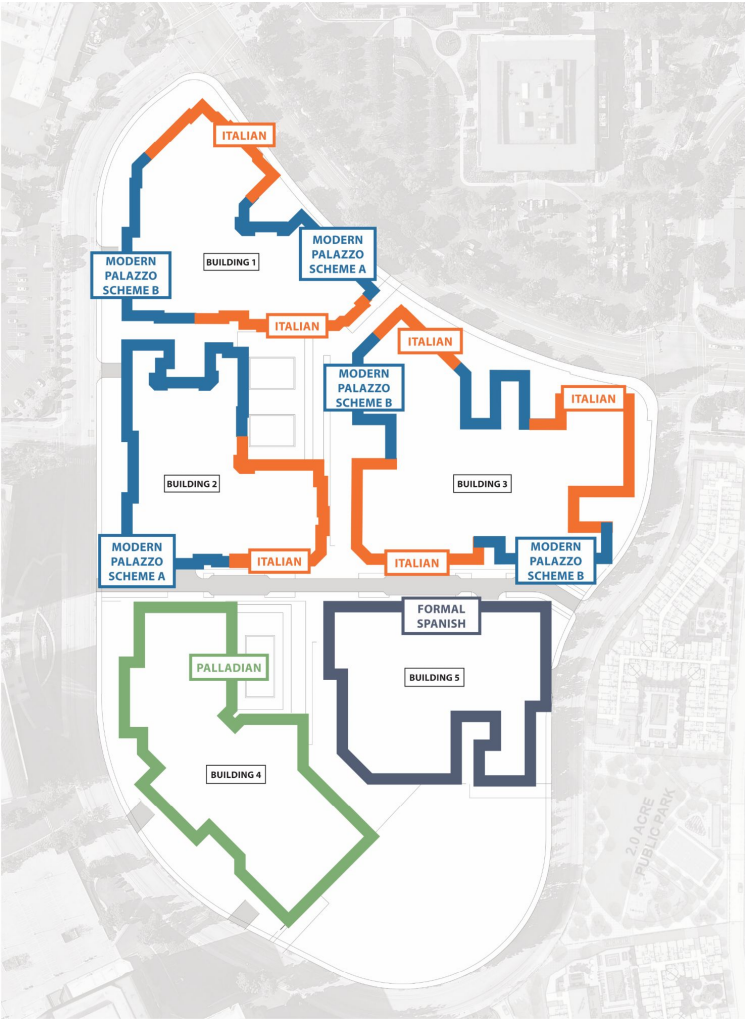 ITALIAN
MODERN
PALAZZO
SCHEME A
MODERN
PALAZZO
SCHEME B
BUILDING 1
ITALIAN
ITALIAN
MODERN
PALAZZO
SCHEME B
ITALIAN
BUILDING 2
BUILDING 3
MODERN
PALAZZO
SCHEME A
ITALIAN
ITALIAN
MODERN
PALAZZO
SCHEME B
FORMAL
SPANISH
PALLADIAN
BUILDING 5
BUILDING 4
2.0 ACRE
PUBLIC PARK